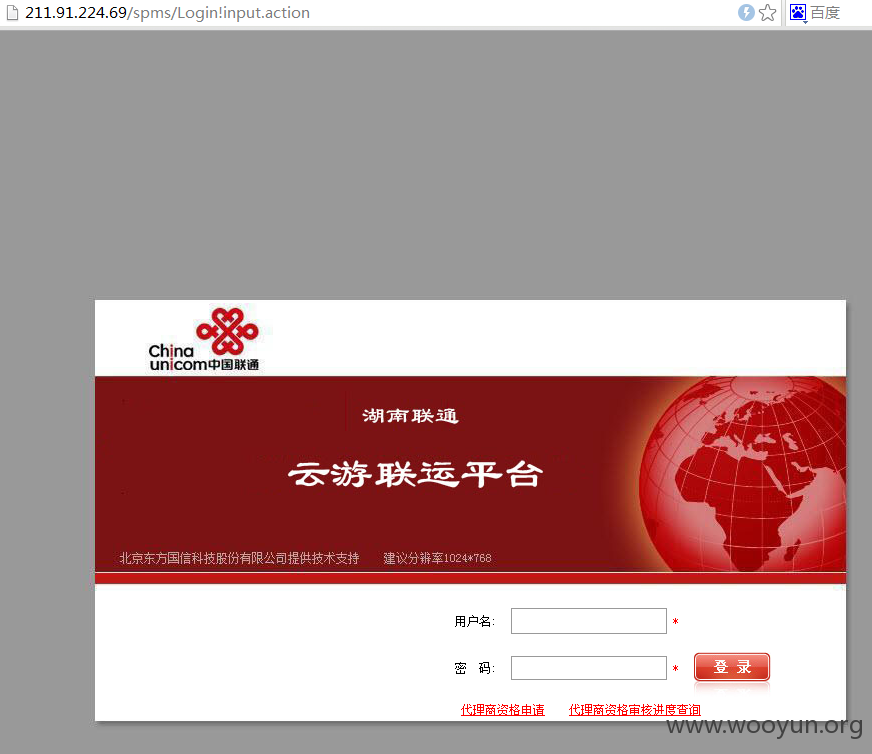 211.91.224.69/spms/Login!input.action 百度
China
unicom中国联通
湖南联通
云游联运平台
北京东方国信科技股份有限公司提供技术支持 建议分辨率1024*768
用户名: *
密 码: * 登 录
代理商资格申请 代理商资格审核进度查询
www.wooyun.org